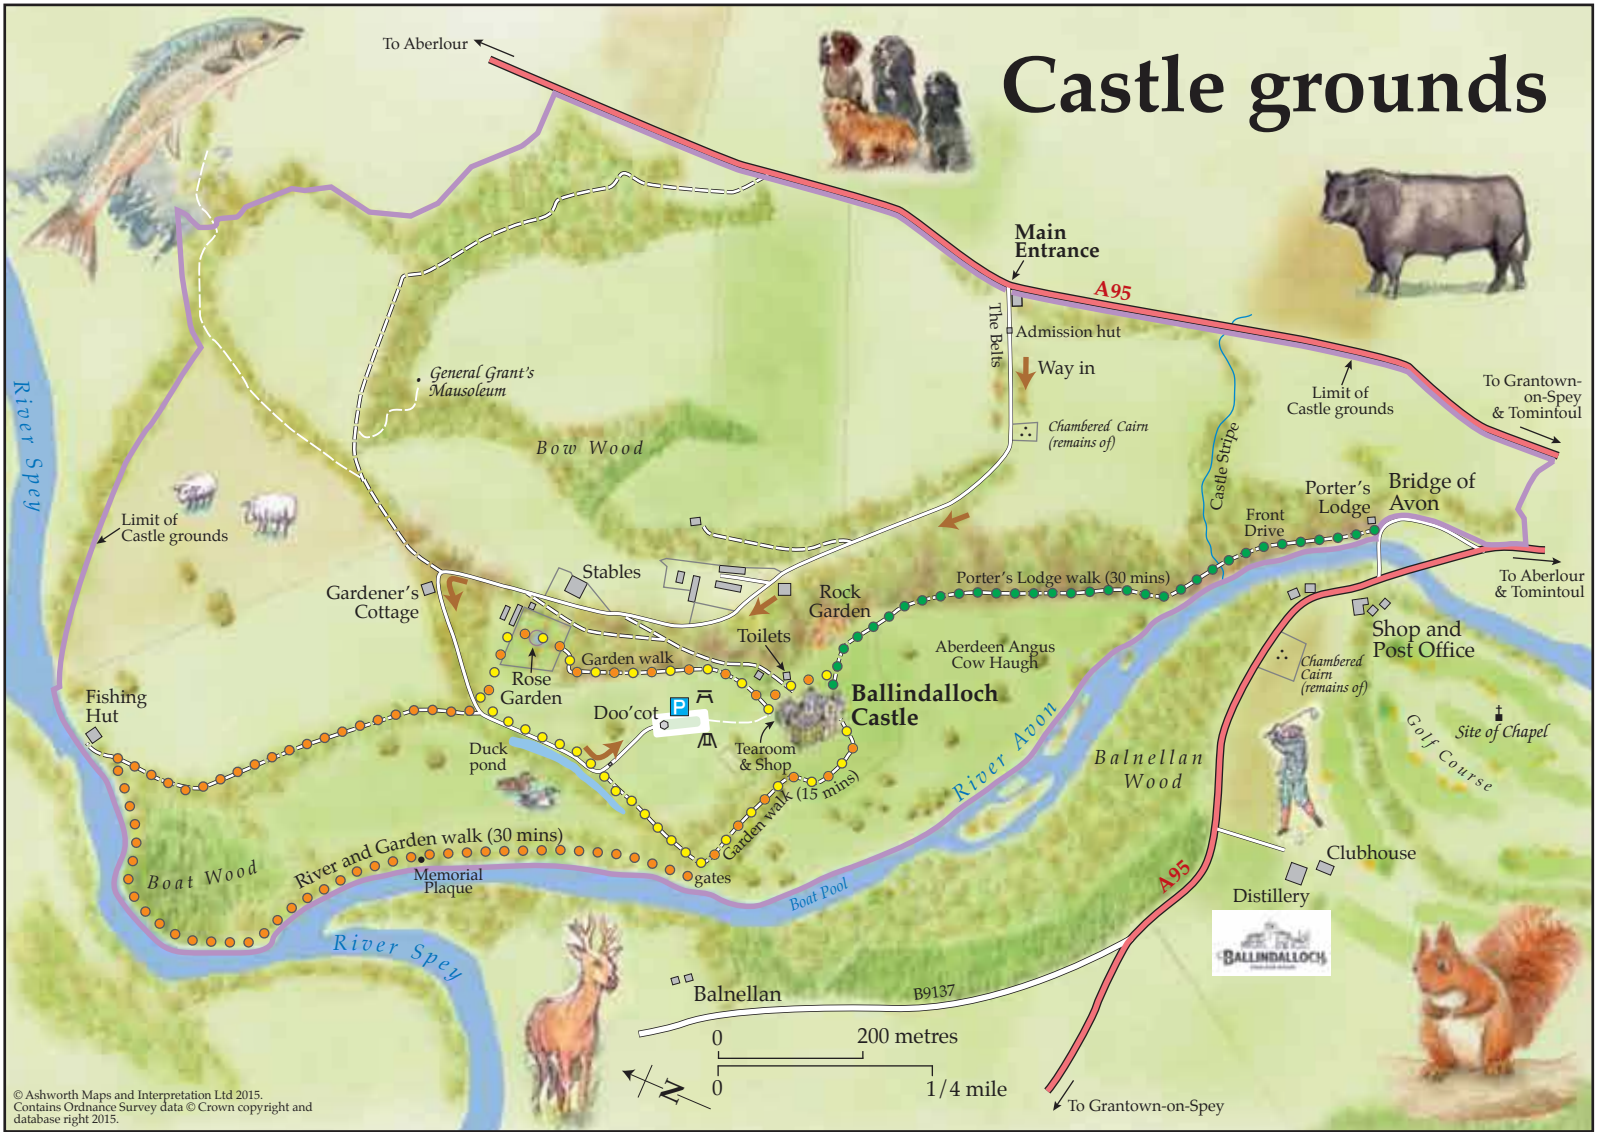 Castle grounds
To Aberlour
Main
Entrance
A95
The Belts
Admission hut
Way in
Limit of
Castle grounds
To Grantown-
on-Spey
& Tomintoul
General Grant's
Mausoleum
Chambered Cairn
(remains of)
Bow Wood
Castle Stripe
River Spey
Limit of
Castle grounds
Porter's
Lodge
Bridge of
Avon
Front
Drive
To Aberlour
& Tomintoul
Stables
Gardener's
Cottage
Rock
Garden
Porter's Lodge walk (30 mins)
Toilets
Shop and
Post Office
Aberdeen Angus
Cow Haugh
Garden walk
Chambered
Cairn
(remains of)
Rose
Garden
Fishing
Hut
Doo'cot
P
Ballindalloch
Castle
Duck
pond
Tearoom
& Shop
River Avon
Balnellan
Wood
Golf Course
Site of Chapel
Garden walk (15 mins)
River and Garden walk (30 mins)
Boat Wood
Memorial
Plaque
gates
Boat Pool
Clubhouse
Distillery
A95
BALLINDALLOCH
River Spey
Balnellan
B9137
0
200 metres
0
1/4 mile
N
To Grantown-on-Spey
© Ashworth Maps and Interpretation Ltd 2015.
Contains Ordnance Survey data © Crown copyright and
database right 2015.